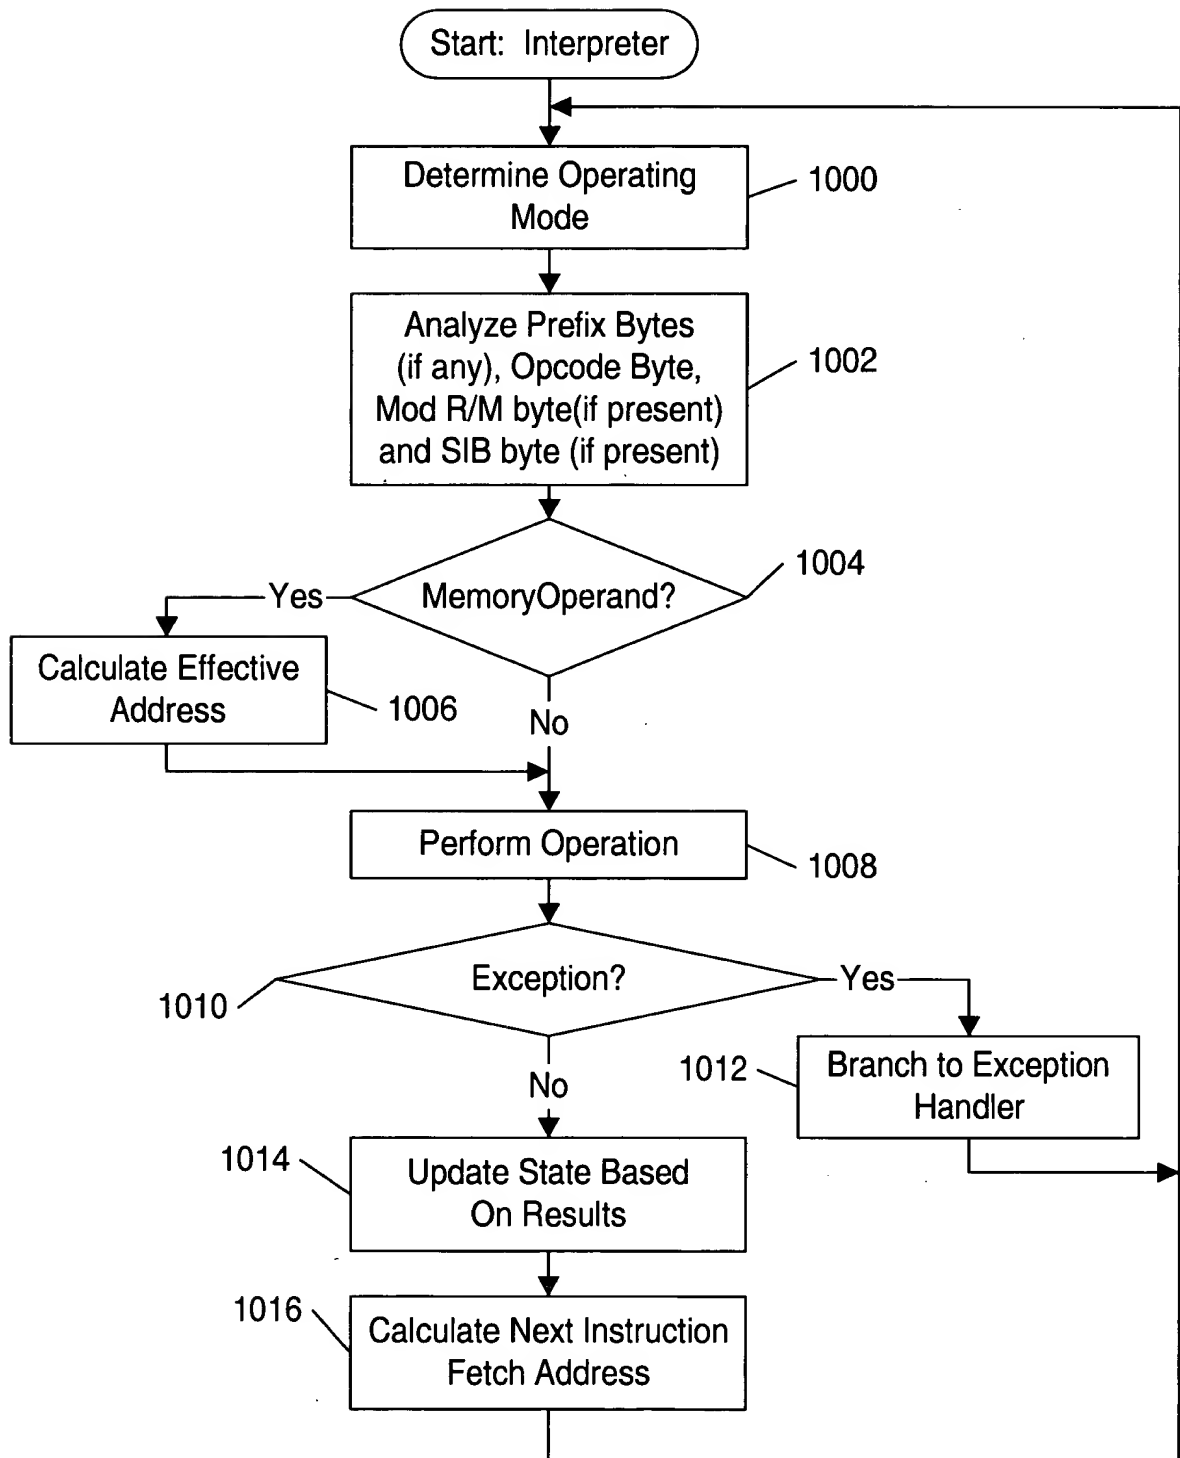 Start: Interpreter
Determine Operating
Mode
1000
Analyze Prefix Bytes
(if any), Opcode Byte,
Mod R/M byte(if present)
and SIB byte (if present)
1002
MemoryOperand?
1004
Yes
Calculate Effective
Address
1006
No
Perform Operation
1008
Exception?
1010
Yes
No
1012
Branch to Exception
Handler
1014
Update State Based
On Results
1016
Calculate Next Instruction
Fetch Address